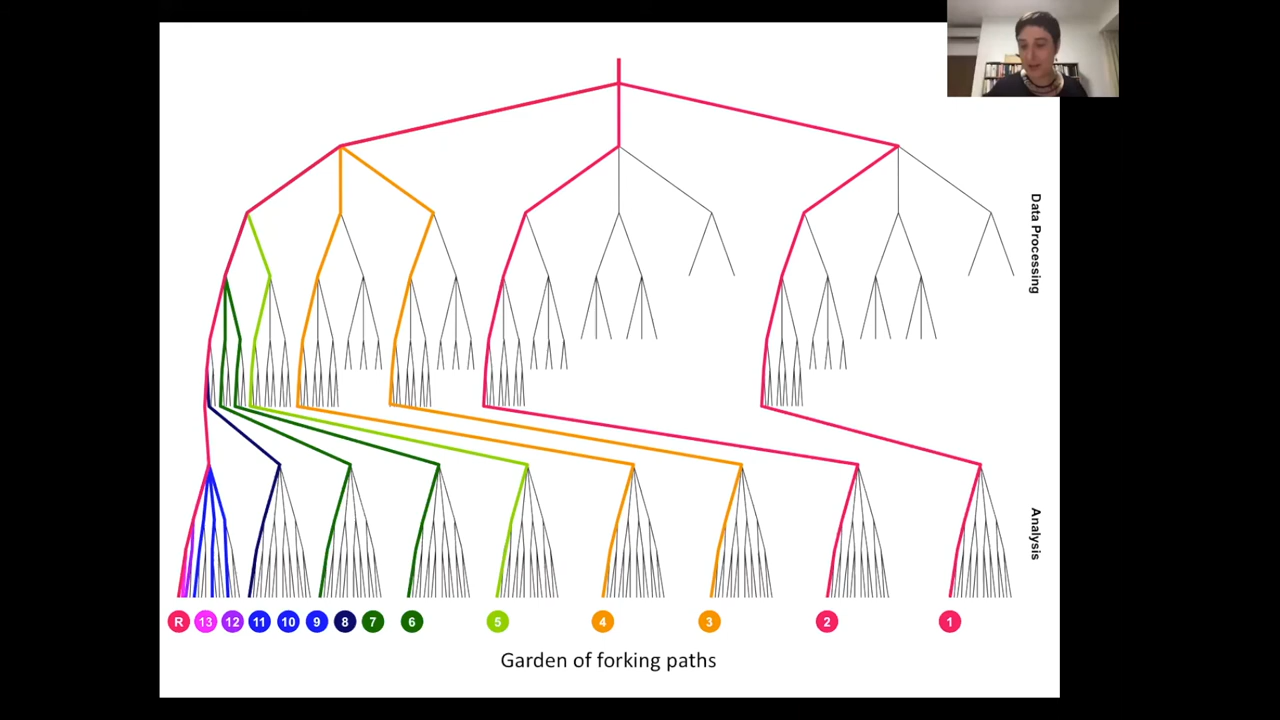 Data Processing
Analysis
R 13 12 11 10 9 8 7 6 5 4 3 2 1
Garden of forking paths